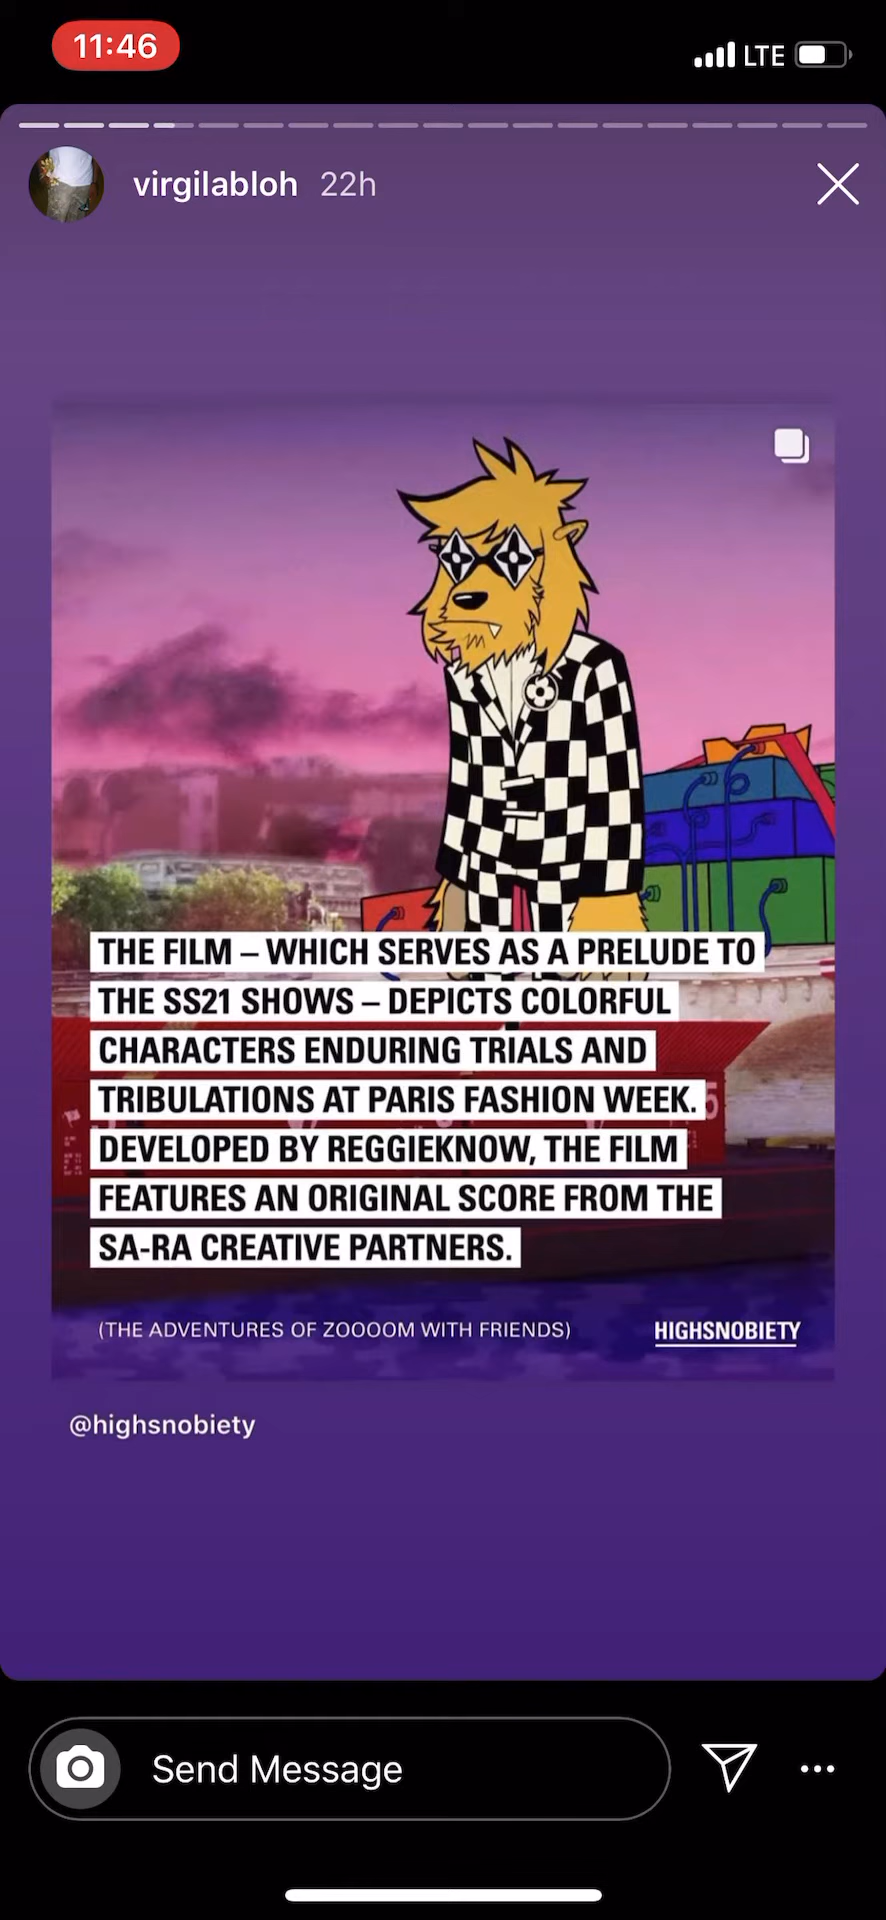 11:46
LTE
virgilabloh 22h
THE FILM – WHICH SERVES AS A PRELUDE TO
THE SS21 SHOWS – DEPICTS COLORFUL
CHARACTERS ENDURING TRIALS AND
TRIBULATIONS AT PARIS FASHION WEEK.
DEVELOPED BY REGGIEKNOW, THE FILM
FEATURES AN ORIGINAL SCORE FROM THE
SA-RA CREATIVE PARTNERS.
(THE ADVENTURES OF ZOOOOM WITH FRIENDS)
HIGHSNOBIETY
@highsnobiety
Send Message